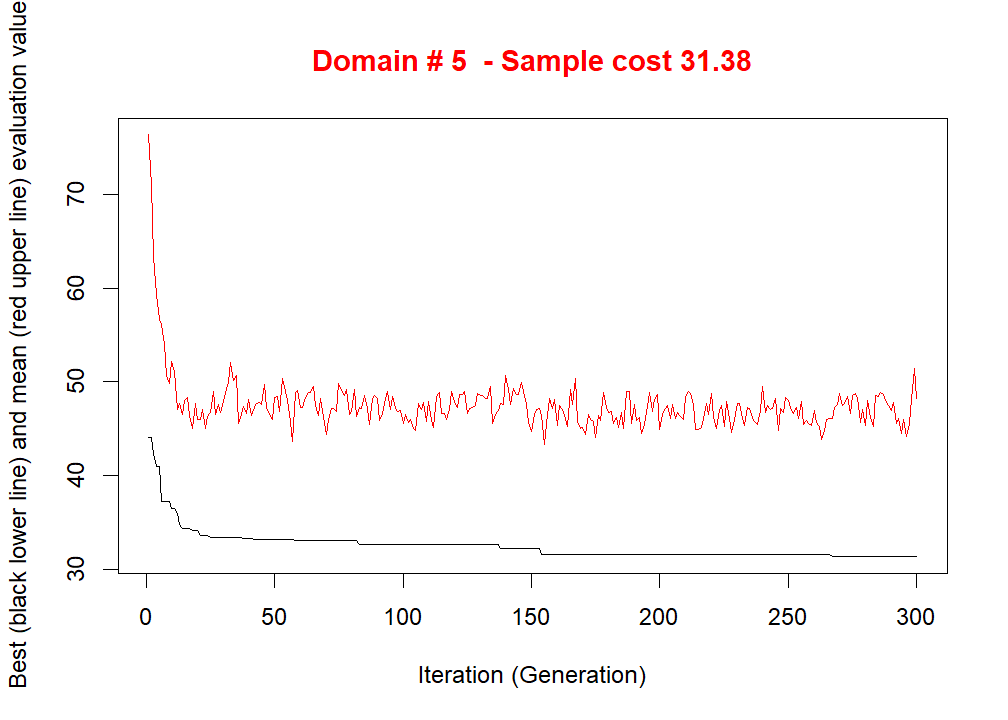 Domain # 5  - Sample cost 31.38
Best (black lower line) and mean (red upper line) evaluation value
70
60
50
40
30
0 50 100 150 200 250 300
Iteration (Generation)